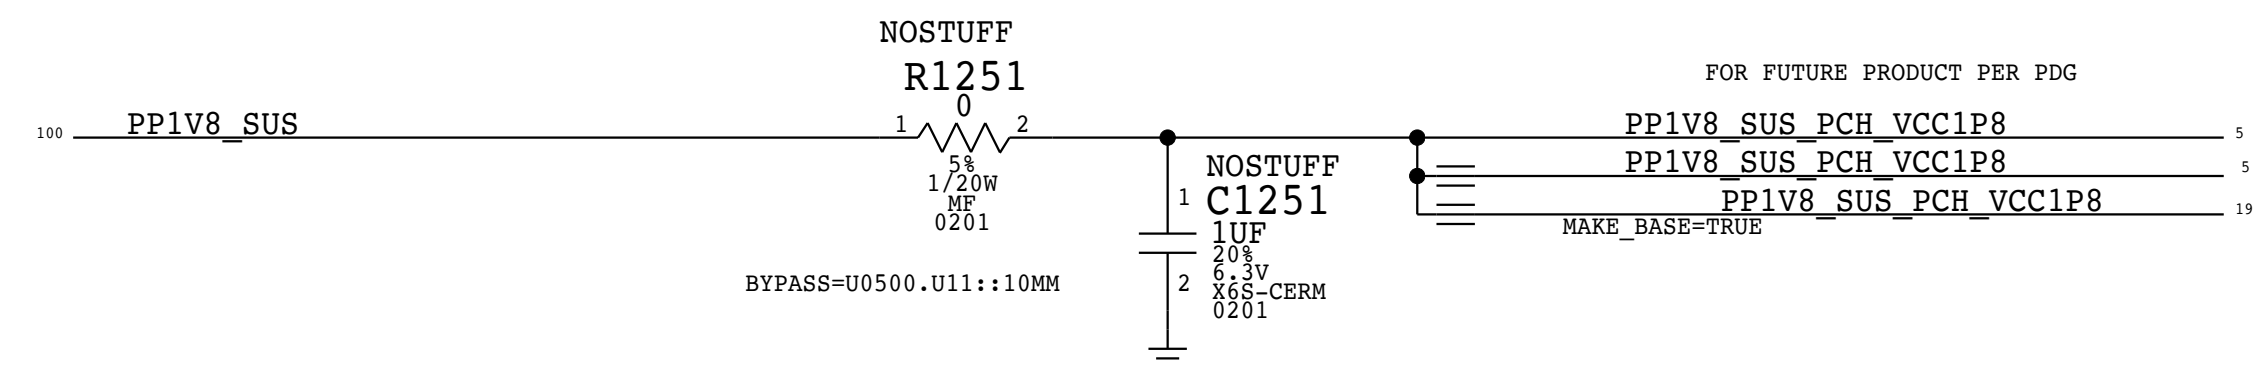 NOSTUFF
R1251
0
FOR FUTURE PRODUCT PER PDG
100 PP1V8_SUS 1 2 PP1V8_SUS_PCH_VCC1P8 5
5%
1/20W
MF
0201
NOSTUFF
C1251
1
1UF
20%
6.3V
X6S-CERM
0201
2
BYPASS=U0500.U11::10MM
PP1V8_SUS_PCH_VCC1P8 5
PP1V8_SUS_PCH_VCC1P8 19
MAKE_BASE=TRUE